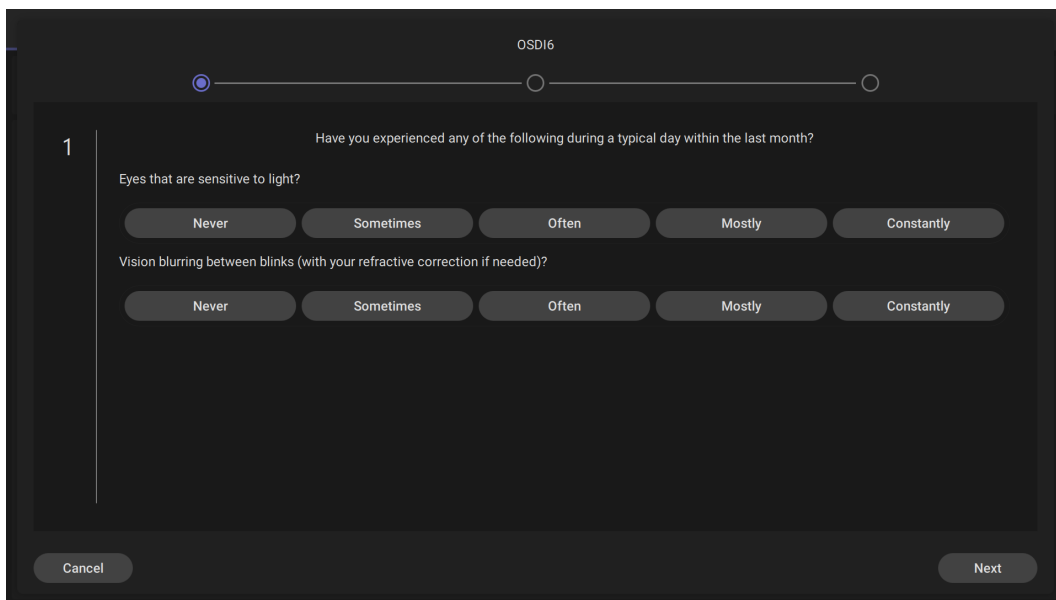 OSDI6
1
Have you experienced any of the following during a typical day within the last month?
Eyes that are sensitive to light?
Never Sometimes Often Mostly Constantly
Vision blurring between blinks (with your refractive correction if needed)?
Never Sometimes Often Mostly Constantly
Cancel Next